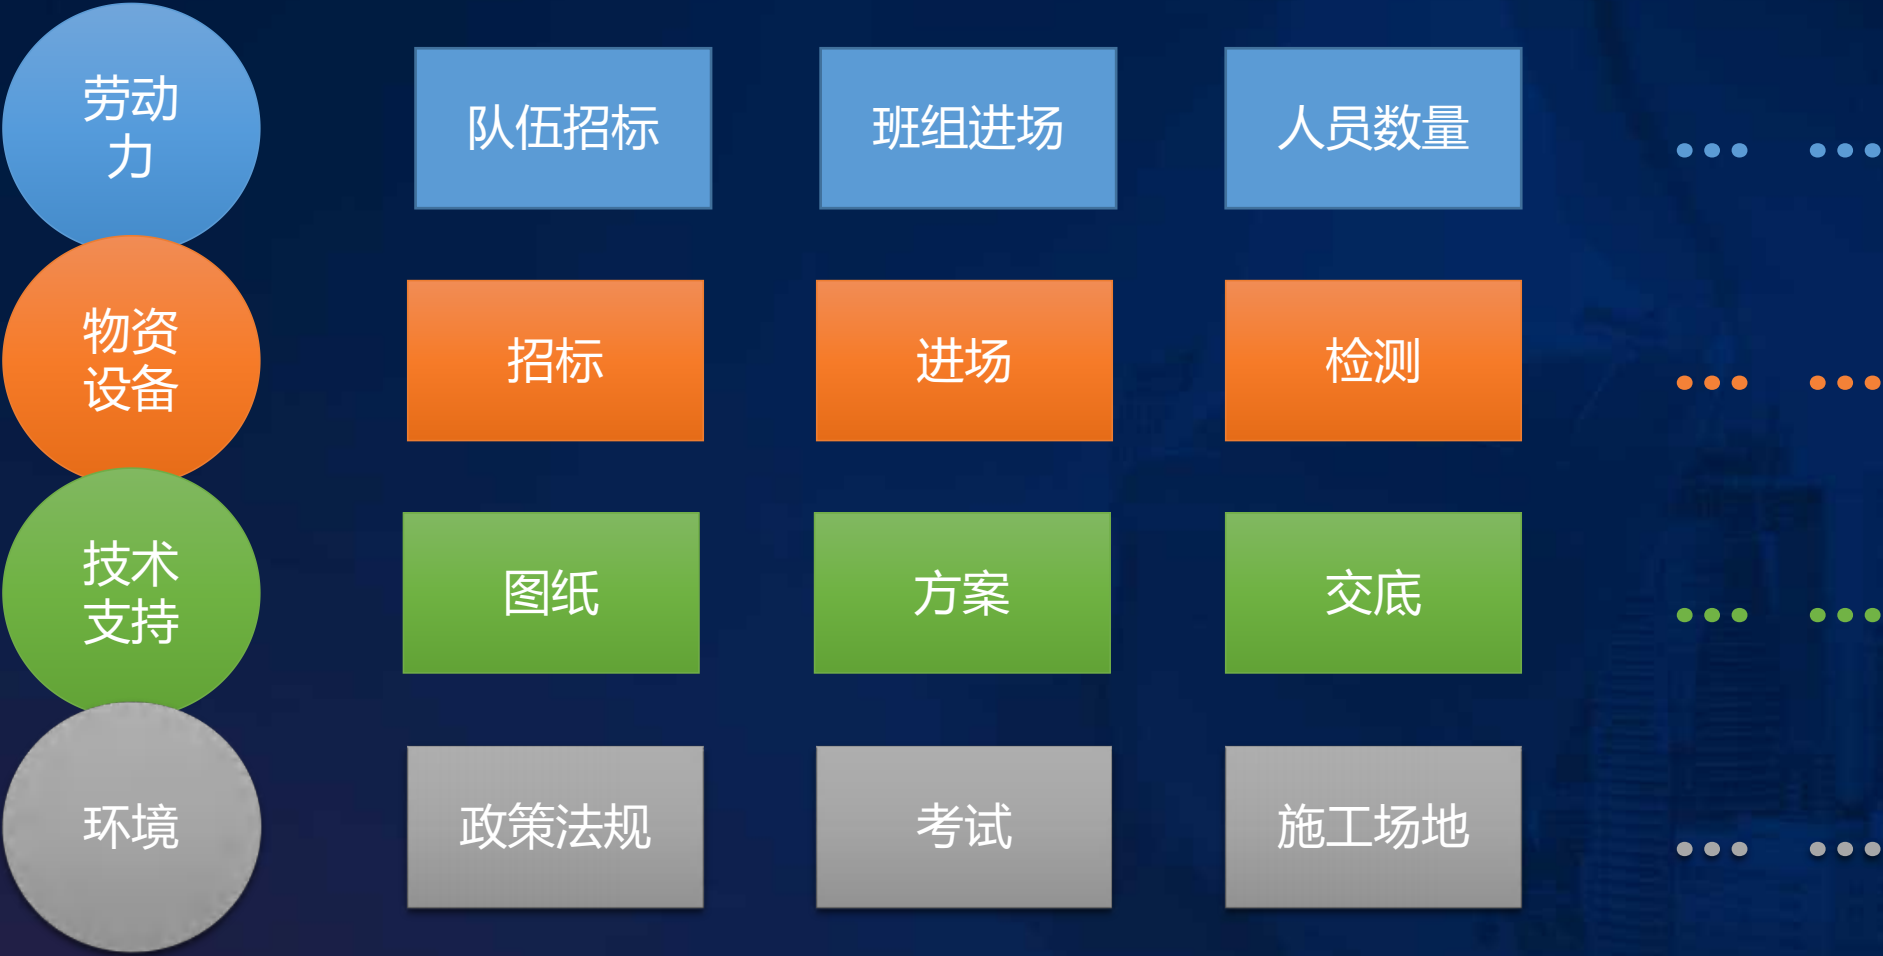 劳动
力
队伍招标
班组进场
人员数量
……
物资
设备
招标
进场
检测
……
技术
支持
图纸
方案
交底
……
环境
政策法规
考试
施工场地
……